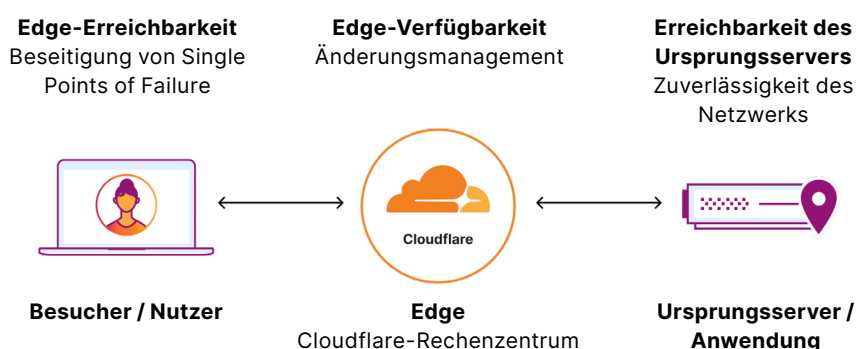 Edge-Erreichbarkeit
Beseitigung von Single
Points of Failure
Edge-Verfügbarkeit
Änderungsmanagement
Erreichbarkeit des
Ursprungsservers
Zuverlässigkeit des
Netzwerks
Cloudflare
Besucher / Nutzer
Edge
Cloudflare-Rechenzentrum
Ursprungsserver /
Anwendung